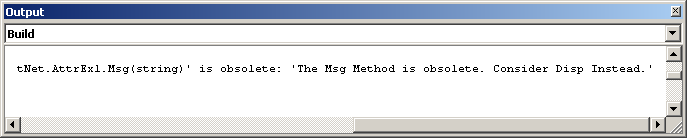 Output
Build
tNet.AttrEx1.Msg(string)' is obsolete: 'The Msg Method is obsolete. Consider Disp Instead.'